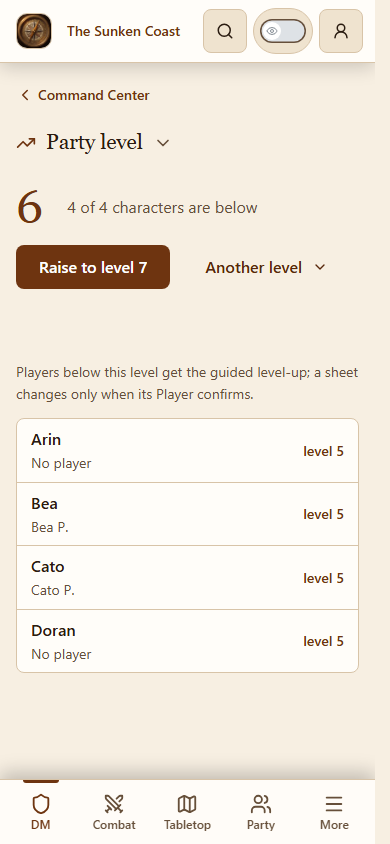 The Sunken Coast
Command Center
Party level
6
4 of 4 characters are below
Raise to level 7
Another level
Players below this level get the guided level-up; a sheet
changes only when its Player confirms.
Arin
No player
level 5
Bea
Bea P.
level 5
Cato
Cato P.
level 5
Doran
No player
level 5
DM
Combat
Tabletop
Party
More